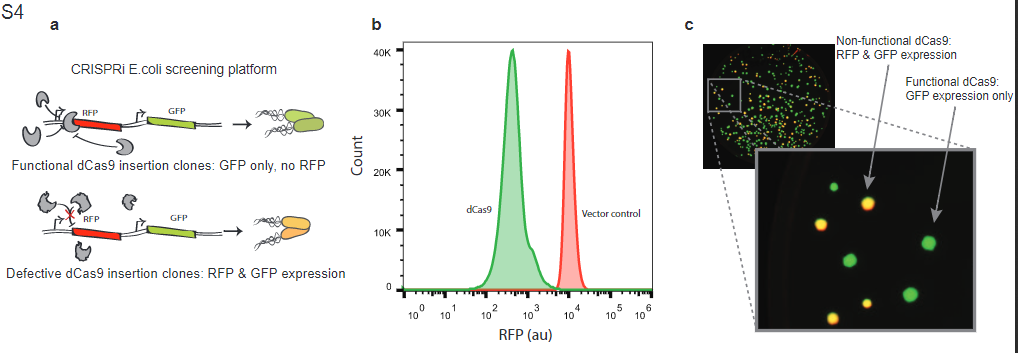 S4
a
CRISPRi E.coli screening platform
RFP
GFP
Functional dCas9 insertion clones: GFP only, no RFP
RFP
GFP
Defective dCas9 insertion clones: RFP & GFP expression
b
40K
30K
20K
10K
0
Count
dCas9
Vector control
10^0 10^1 10^2 10^3 10^4 10^5 10^6
RFP (au)
c
Non-functional dCas9:
RFP & GFP expression
Functional dCas9:
GFP expression only